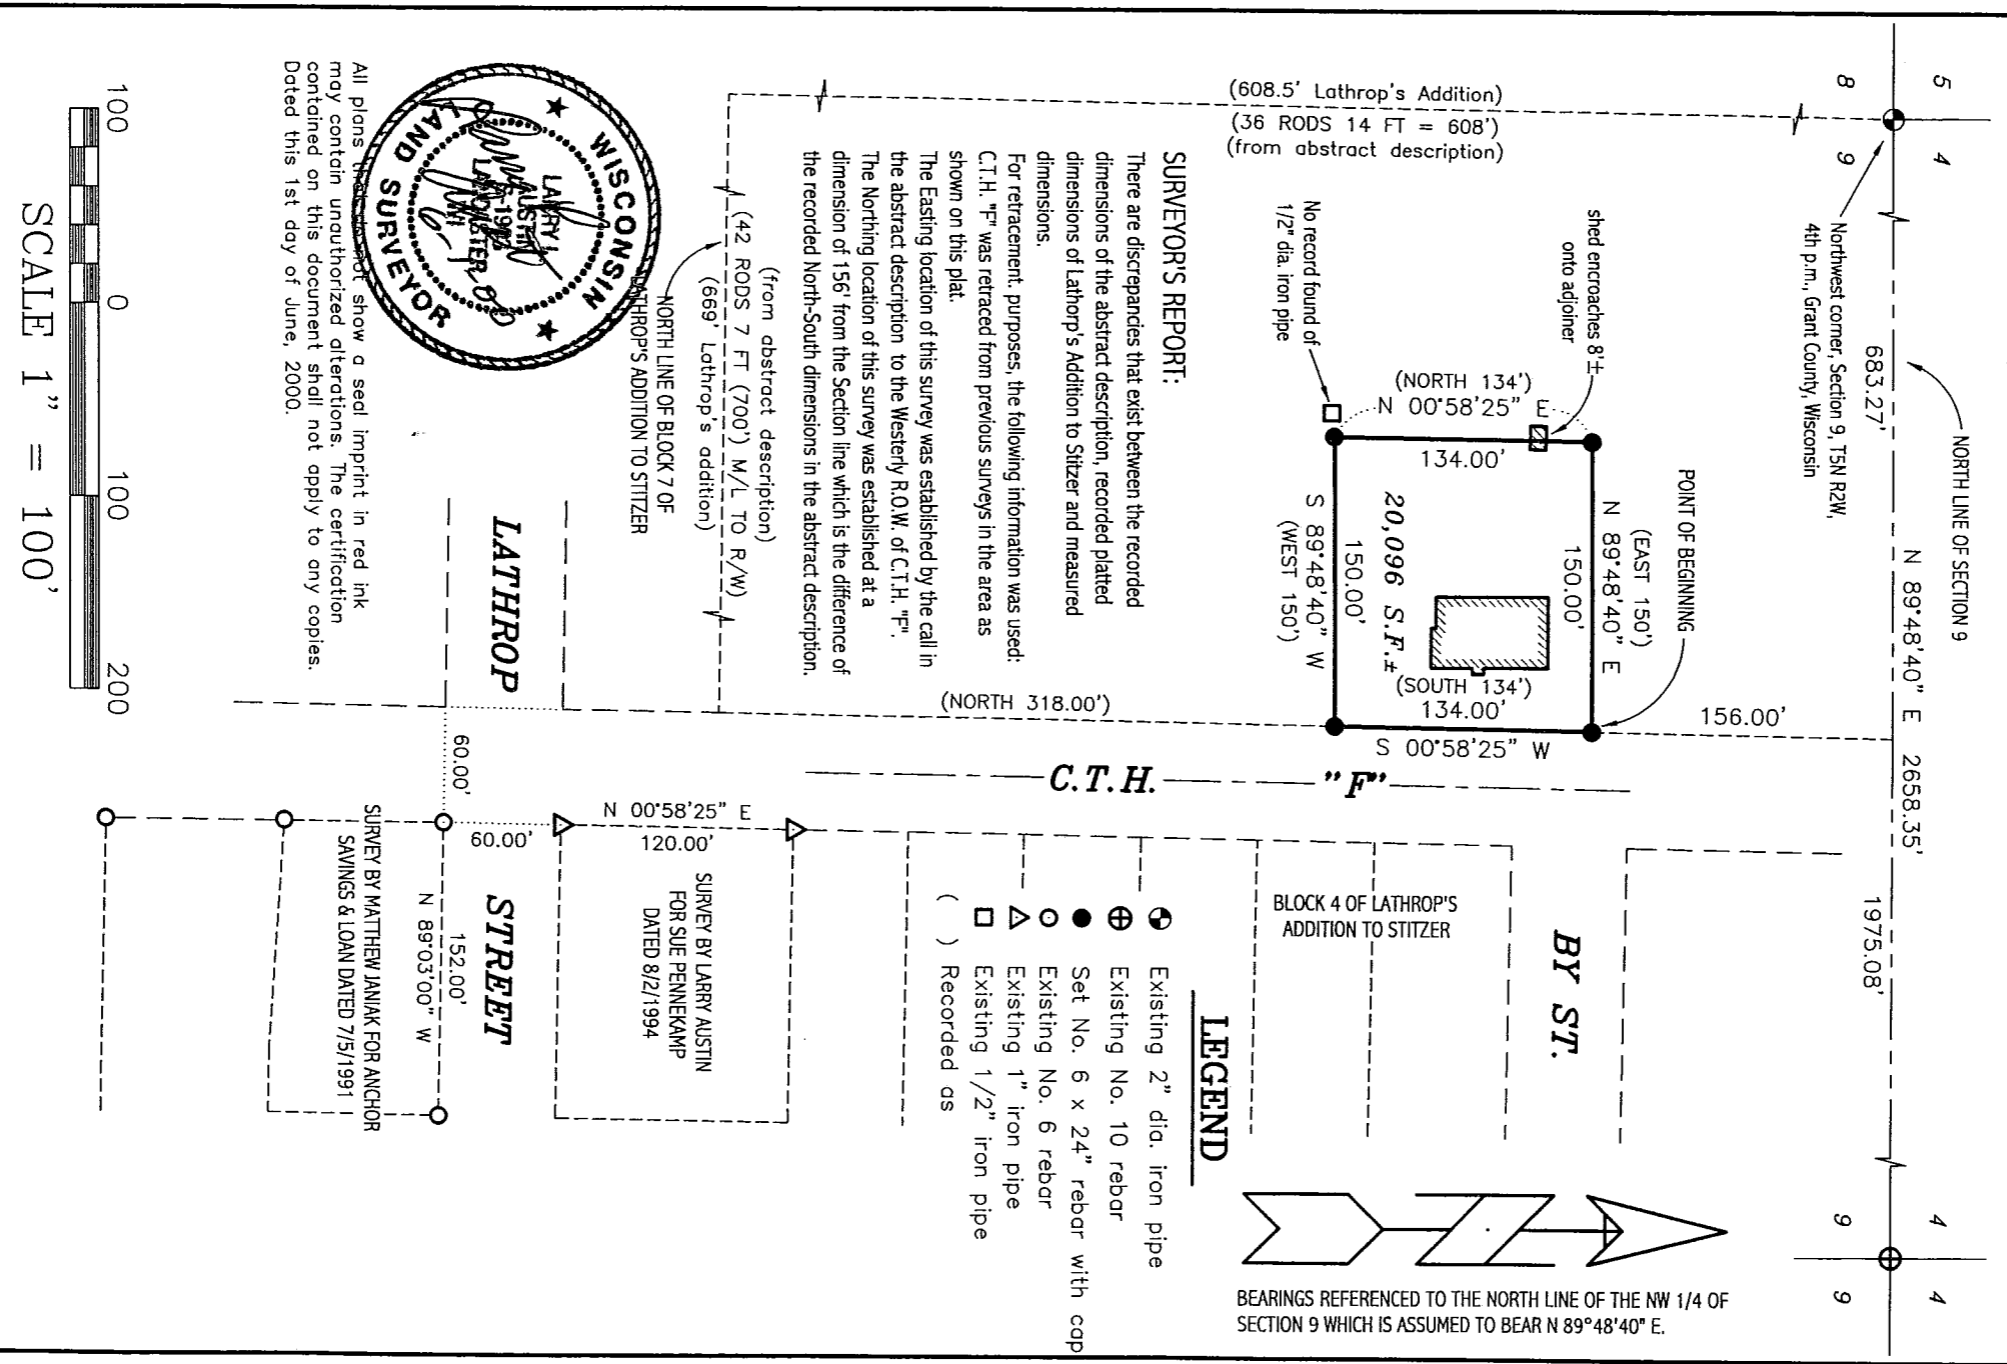 NORTH LINE OF SECTION 9
N 89°48'40" E 2658.35'
683.27'
1975.08'
5
4
8
9
4
4
9
9
Northwest corner, Section 9, T5N R2W,
4th p.m., Grant County, Wisconsin
156.00'
POINT OF BEGINNING
(EAST 150')
N 89°48'40" E
150.00'
shed encroaches 8'±
onto adjoiner
(NORTH 134')
N 00°58'25" E
134.00'
20,096 S.F.±
(SOUTH 134')
134.00'
S 00°58'25" W
150.00'
S 89°48'40" W
(WEST 150')
No record found of
1/2" dia. iron pipe
(608.5' Lathrop's Addition)
(36 RODS 14 FT = 608')
(from abstract description)
(NORTH 318.00')
C.T.H. "F"
BY ST.
BLOCK 4 OF LATHROP'S
ADDITION TO STITZER
BEARINGS REFERENCED TO THE NORTH LINE OF THE NW 1/4 OF
SECTION 9 WHICH IS ASSUMED TO BEAR N 89°48'40" E.
SURVEYOR'S REPORT:
There are discrepancies that exist between the recorded
dimensions of the abstract description, recorded platted
dimensions of Lathorp's Addition to Stitzer and measured
dimensions.
For retracement. purposes, the following information was used:
C.T.H. "F" was retraced from previous surveys in the area as
shown on this plat.
The Easting location of this survey was established by the call in
the abstract description to the Westerly R.O.W. of C.T.H. "F".
The Northing location of this survey was established at a
dimension of 156' from the Section line which is the difference of
the recorded North-South dimensions in the abstract description.
LEGEND
Existing 2" dia. iron pipe
Existing No. 10 rebar
Set No. 6 x 24" rebar with cap
Existing No. 6 rebar
Existing 1" iron pipe
Existing 1/2" iron pipe
( ) Recorded as
(from abstract description)
(42 RODS 7 FT (700') M/L TO R/W)
(669' Lathrop's addition)
NORTH LINE OF BLOCK 7 OF
LATHROP'S ADDITION TO STITZER
N 00°58'25" E
120.00'
60.00'
60.00'
SURVEY BY LARRY AUSTIN
FOR SUE PENNEKAMP
DATED 8/2/1994
LATHROP STREET
152.00'
N 89°03'00" W
SURVEY BY MATTHEW JANIAK FOR ANCHOR
SAVINGS & LOAN DATED 7/5/1991
WISCONSIN
LARRY L.
AUSTIN
LAND SURVEYOR
All plans that do not show a seal imprint in red ink
may contain unauthorized alterations. The certification
contained on this document shall not apply to any copies.
Dated this 1st day of June, 2000.
100 0 100 200
SCALE 1" = 100'